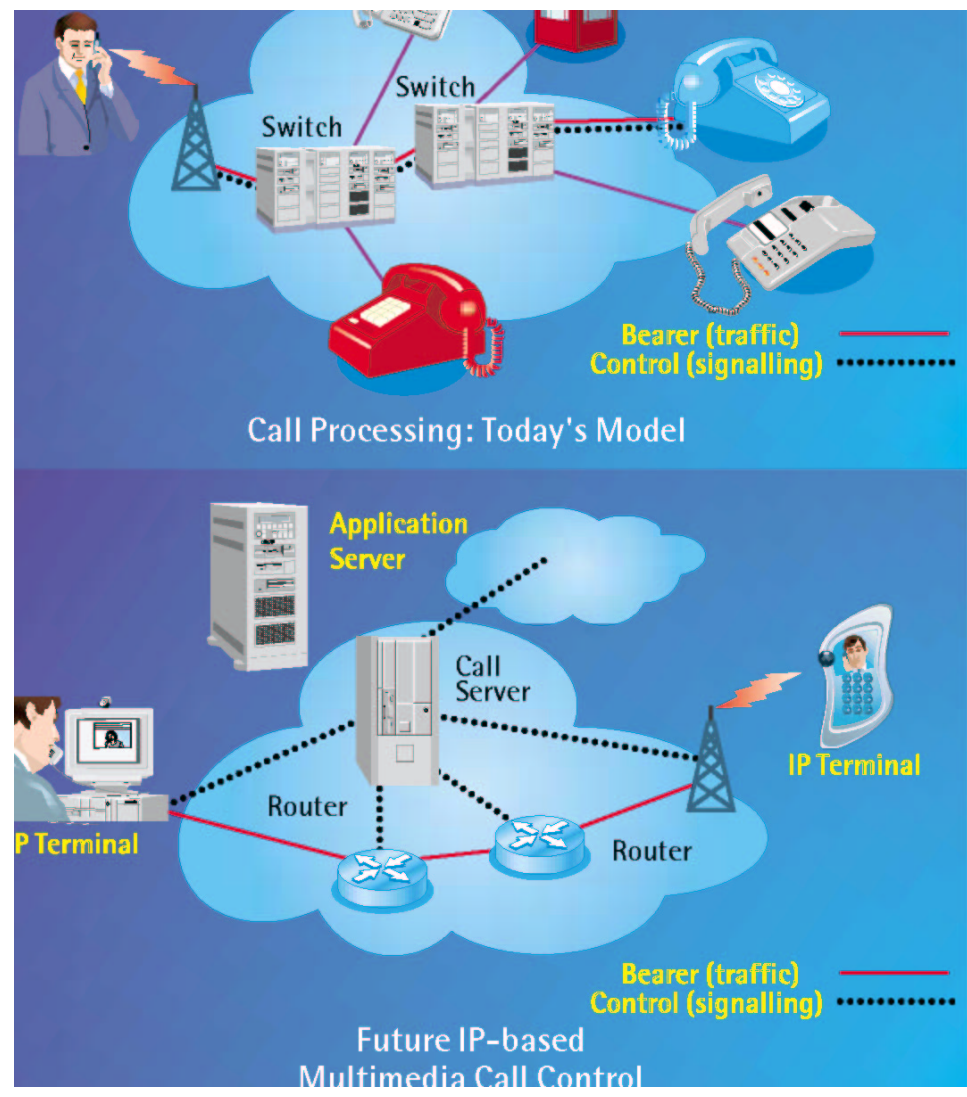 Switch
Switch
Bearer (traffic)
Control (signalling)
Call Processing: Today's Model
Application
Server
Call
Server
IP Terminal
Router
P Terminal
Router
Bearer (traffic)
Control (signalling)
Future IP-based
Multimedia Call Control